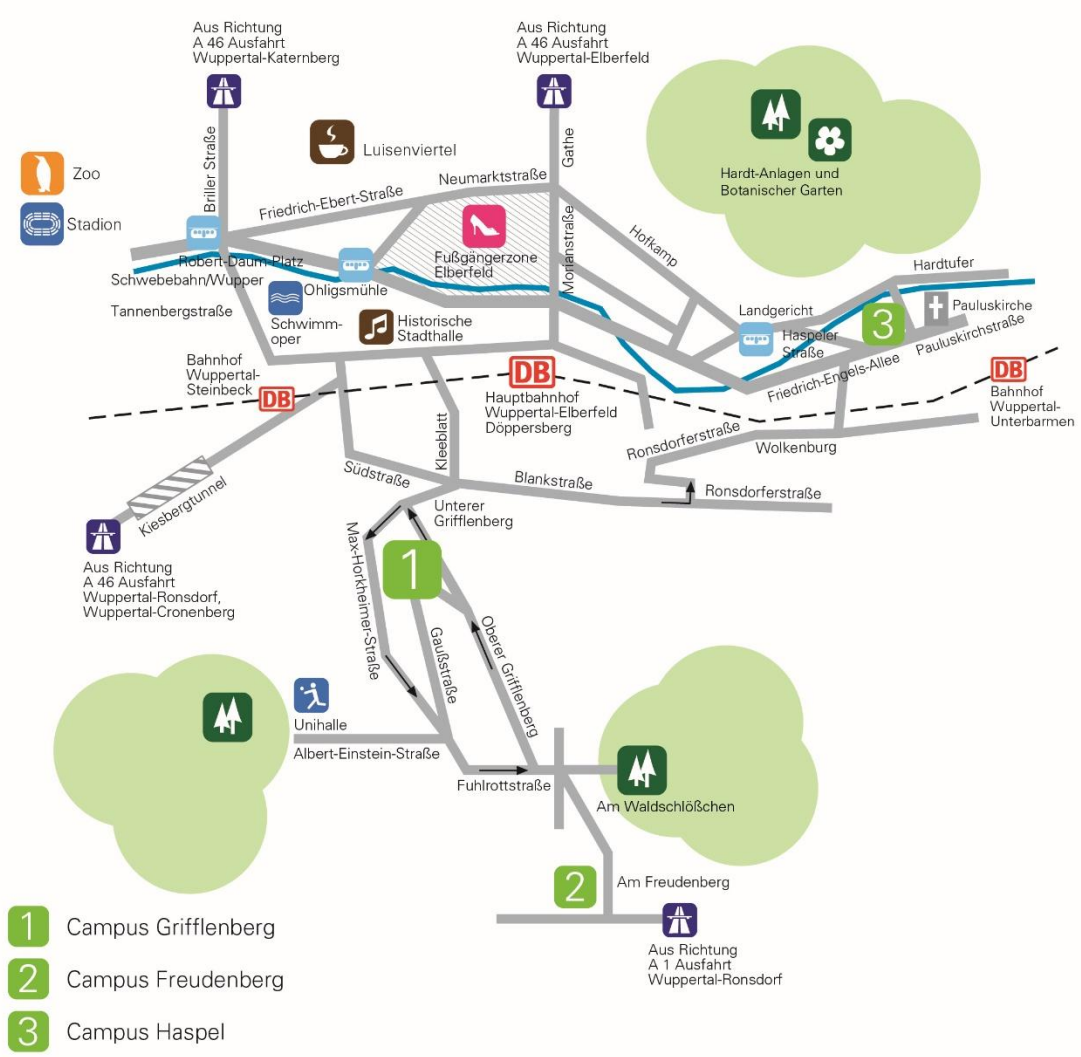 Aus Richtung
A 46 Ausfahrt
Wuppertal-Katernberg
Aus Richtung
A 46 Ausfahrt
Wuppertal-Elberfeld
Briller Straße
Gathe
Luisenviertel
Zoo
Stadion
Hardt-Anlagen und
Botanischer Garten
Friedrich-Ebert-Straße
Neumarktstraße
Morianstraße
Hofkamp
Fußgängerzone
Elberfeld
Robert-Daum-Platz
Schwebebahn/Wupper
Ohligsmühle
Hardtufer
Tannenbergstraße
Schwimm-
oper
Historische
Stadthalle
Landgericht
Haspeler
Straße
3
Pauluskirche
Pauluskirchstraße
Friedrich-Engels-Allee
Bahnhof
Wuppertal-
Steinbeck
DB
DB
Hauptbahnhof
Wuppertal-Elberfeld
Döppersberg
DB
Bahnhof
Wuppertal-
Unterbarmen
Kleeblatt
Südstraße
Blankstraße
Ronsdorferstraße
Wolkenburg
Ronsdorferstraße
Kiesbergtunnel
Unterer
Grifflenberg
Aus Richtung
A 46 Ausfahrt
Wuppertal-Ronsdorf,
Wuppertal-Cronenberg
1
Max-Horkheimer-Straße
Gaußstraße
Oberer Grifflenberg
Unihalle
Albert-Einstein-Straße
Fuhlrottstraße
Am Waldschlößchen
2
Am Freudenberg
Aus Richtung
A 1 Ausfahrt
Wuppertal-Ronsdorf
1 Campus Grifflenberg
2 Campus Freudenberg
3 Campus Haspel